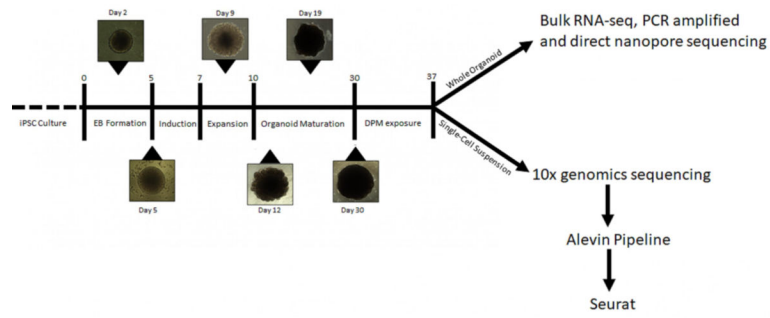 Day 2
Day 9
Day 19
Bulk RNA-seq, PCR amplified
and direct nanopore sequencing
Whole Organoid
0
5
7
10
30
37
iPSC Culture
EB Formation
Induction
Expansion
Organoid Maturation
DPM exposure
Single-Cell Suspension
10x genomics sequencing
Day 5
Day 12
Day 30
Alevin Pipeline
Seurat